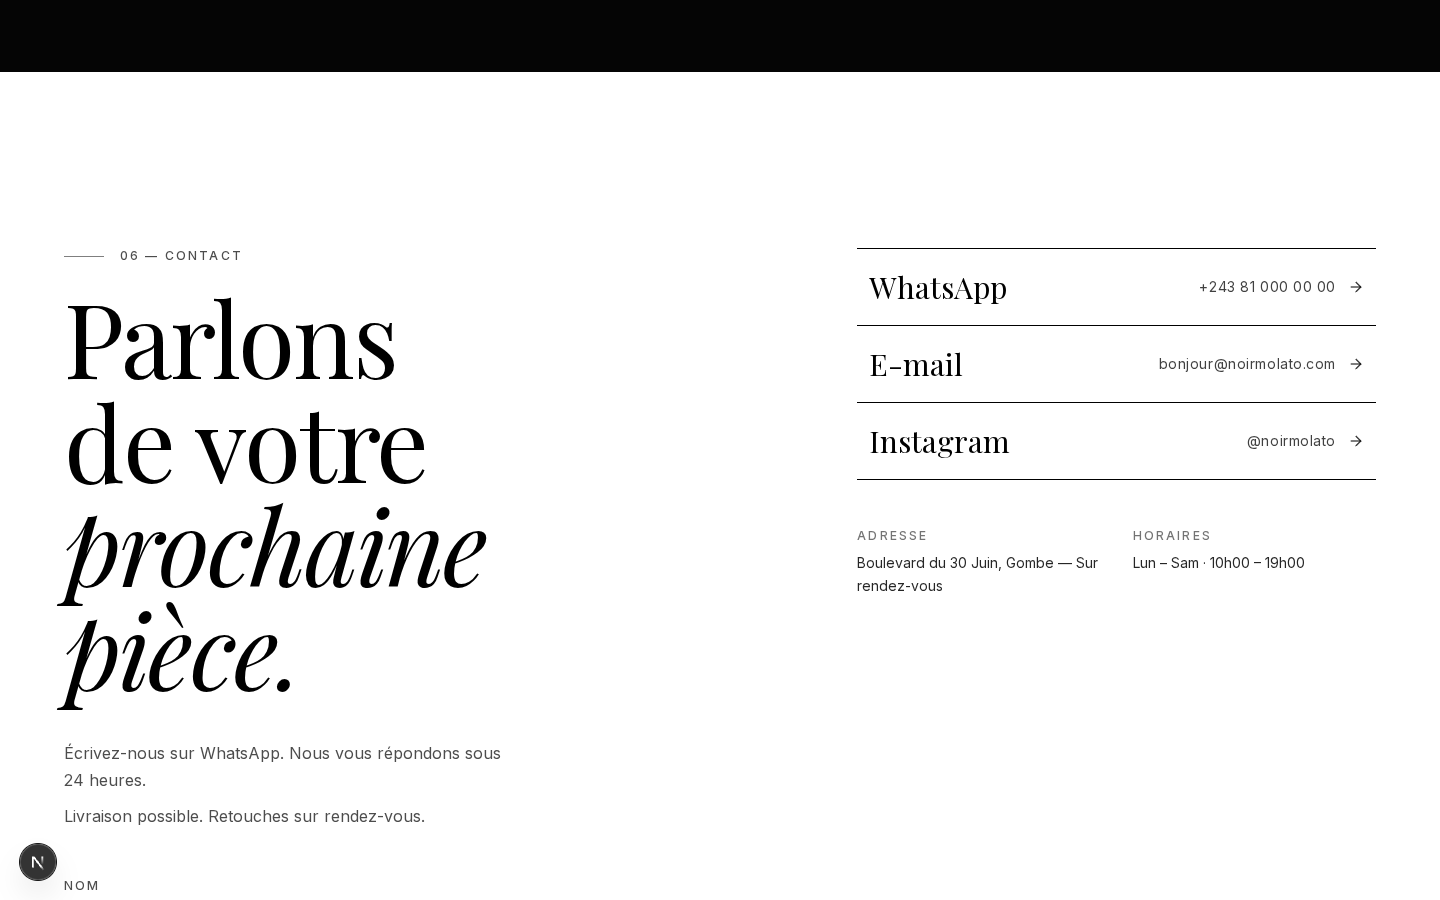 06 — CONTACT
Parlons
de votre
prochaine
pièce.
Écrivez-nous sur WhatsApp. Nous vous répondons sous
24 heures.
Livraison possible. Retouches sur rendez-vous.
NOM
WhatsApp +243 81 000 00 00 →
E-mail bonjour@noirmolato.com →
Instagram @noirmolato →
ADRESSE
Boulevard du 30 Juin, Gombe — Sur
rendez-vous
HORAIRES
Lun – Sam · 10h00 – 19h00
N